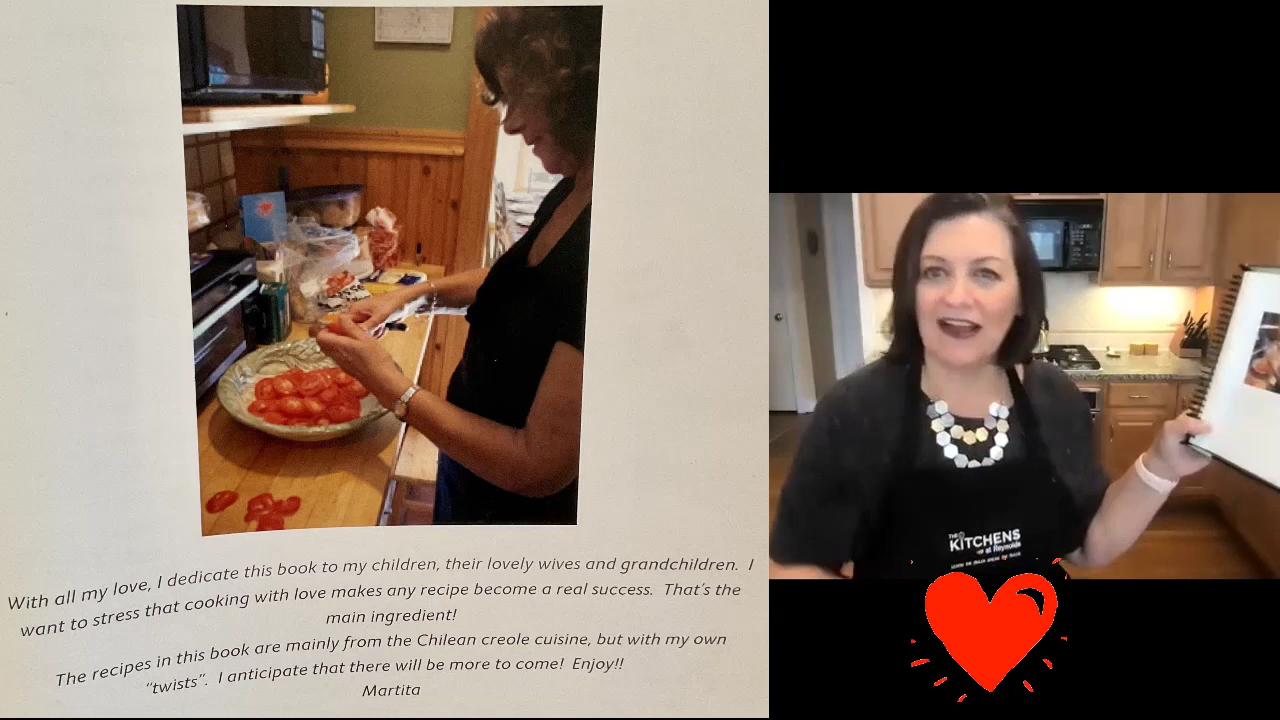 With all my love, I dedicate this book to my children, their lovely wives and grandchildren. I
want to stress that cooking with love makes any recipe become a real success. That's the
main ingredient!
The recipes in this book are mainly from the Chilean creole cuisine, but with my own
"twists". I anticipate that there will be more to come! Enjoy!!
Martita
THE
KITCHENS
at Reynolds